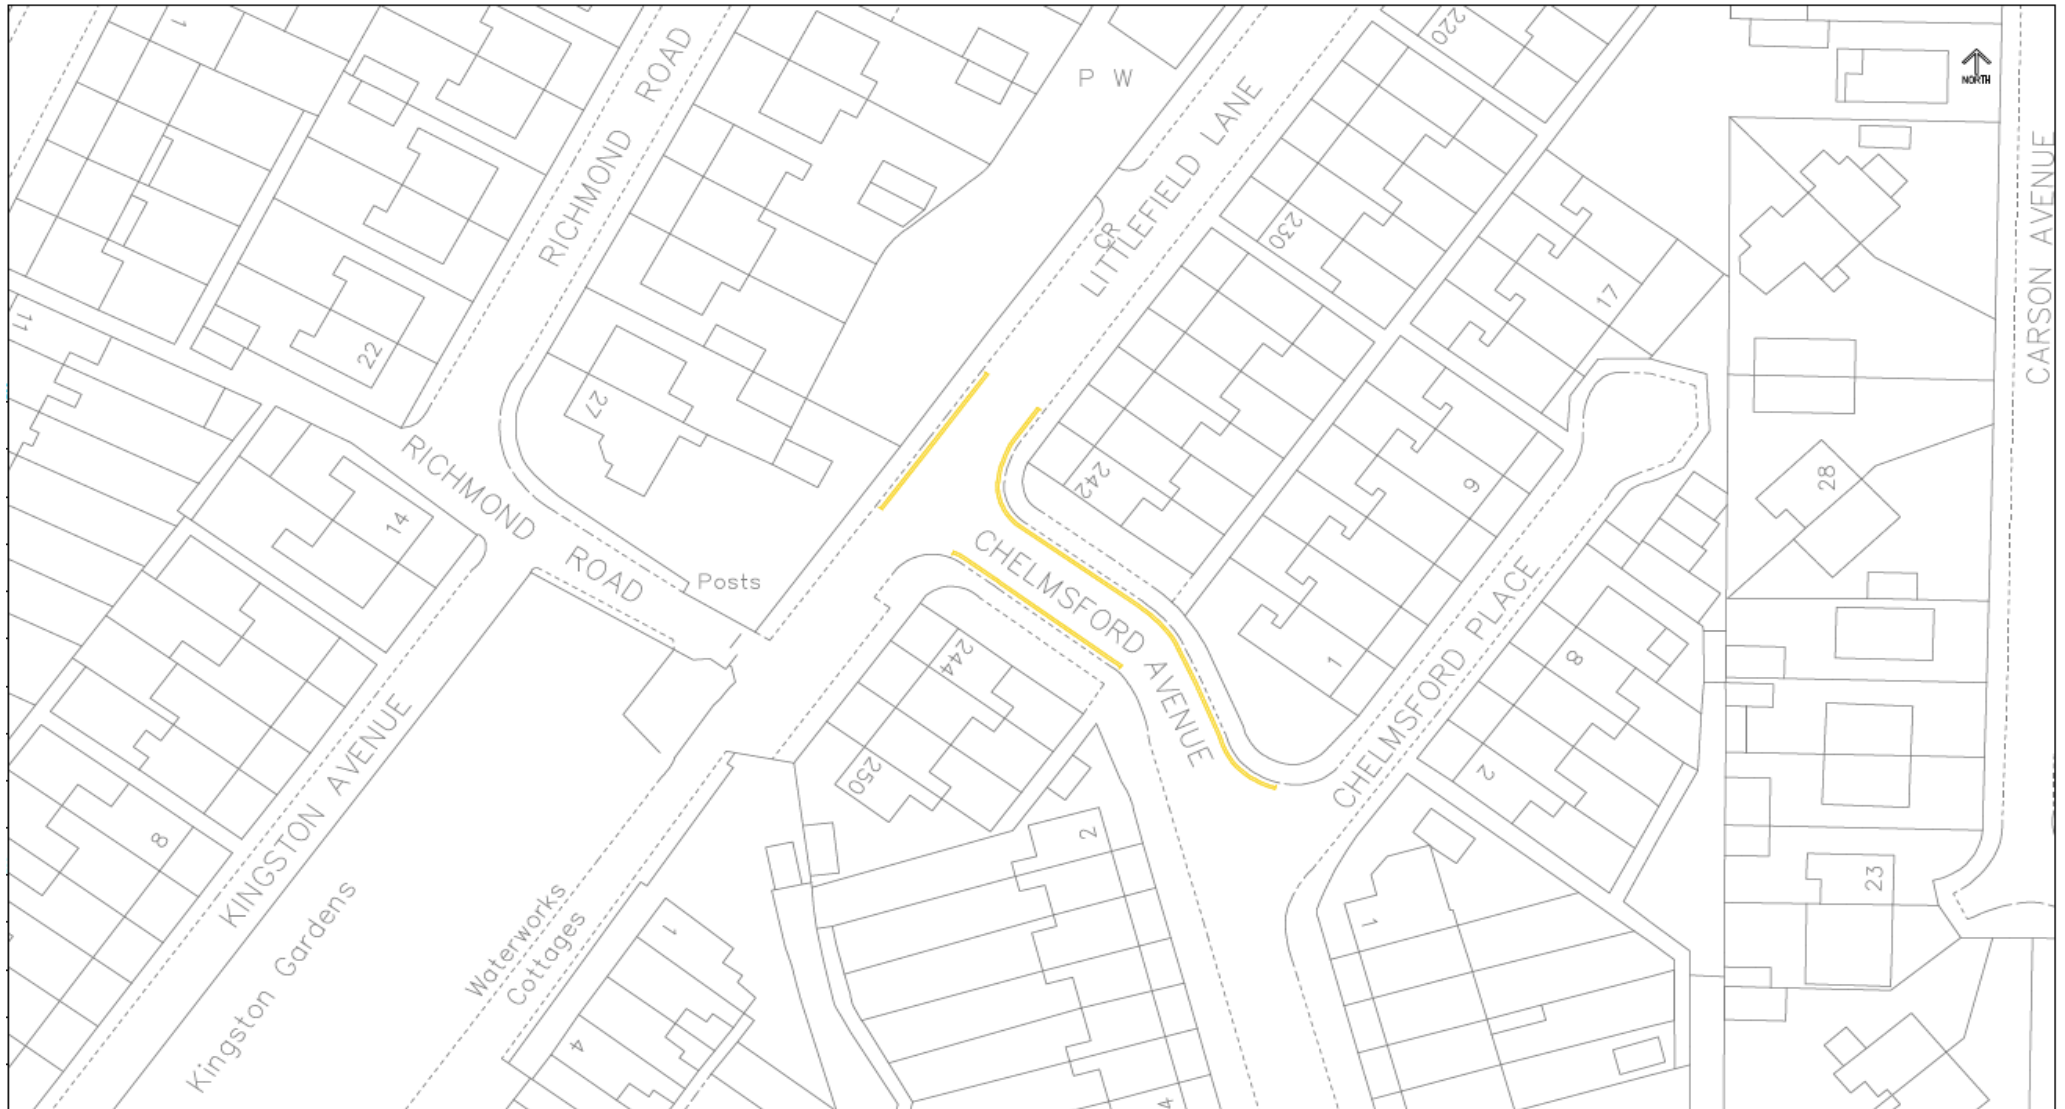 1
RICHMOND ROAD
P W
LITTLEFIELD LANE
220
NORTH
CARSON AVENUE
CR
230
17
11
22
27
28
RICHMOND ROAD
14
242
9
Posts
CHELMSFORD AVENUE
CHELMSFORD PLACE
244
1
8
KINGSTON AVENUE
250
2
8
2
23
1
Kingston Gardens
Waterworks
Cottages
1
4
4